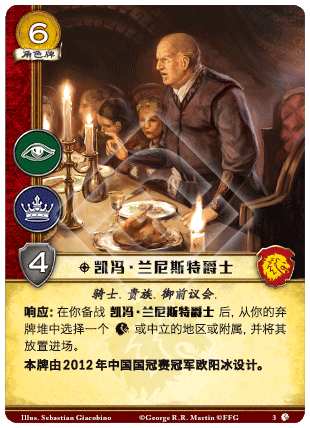 6
角色牌
4
凯冯·兰尼斯特爵士
骑士. 贵族. 御前议会.
响应: 在你备战 凯冯·兰尼斯特爵士 后, 从你的弃
牌堆中选择一个 或中立的地区或附属, 并将其
放置进场。
本牌由2012年中国国冠赛冠军欧阳冰设计。
Illus. Sebastian Giacobino ©George R.R. Martin ©FFG 3